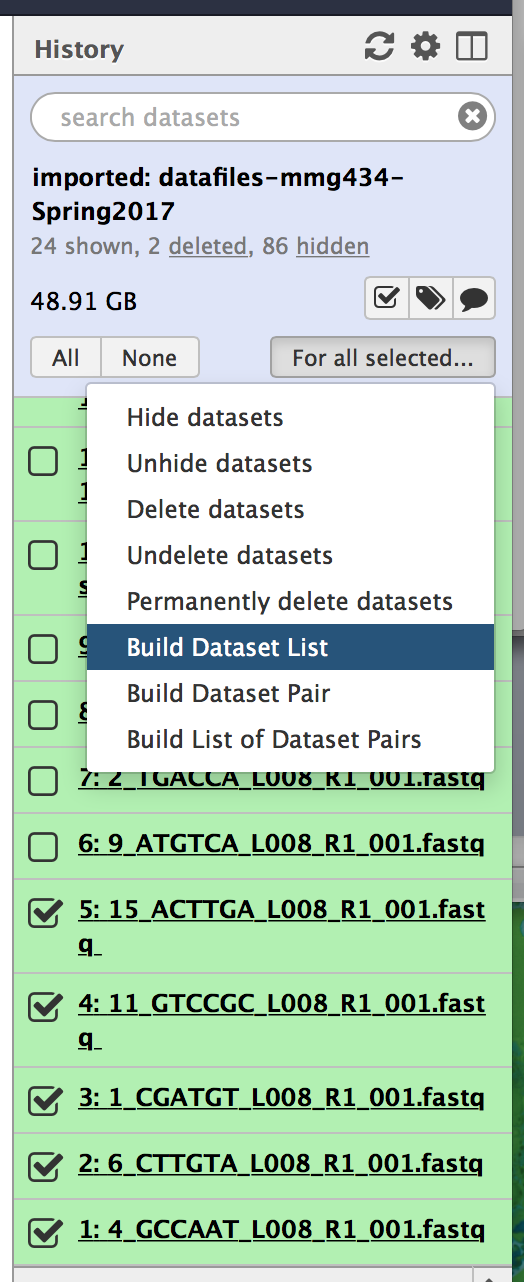 History
search datasets
imported: datafiles-mmg434-
Spring2017
24 shown, 2 deleted, 86 hidden
48.91 GB
All
None
For all selected...
Hide datasets
Unhide datasets
Delete datasets
Undelete datasets
Permanently delete datasets
Build Dataset List
Build Dataset Pair
Build List of Dataset Pairs
7: 2_TGACCA_L008_R1_001.fastq
6: 9_ATGTCA_L008_R1_001.fastq
5: 15_ACTTGA_L008_R1_001.fast
q
4: 11_GTCCGC_L008_R1_001.fast
q
3: 1_CGATGT_L008_R1_001.fastq
2: 6_CTTGTA_L008_R1_001.fastq
1: 4_GCCAAT_L008_R1_001.fastq